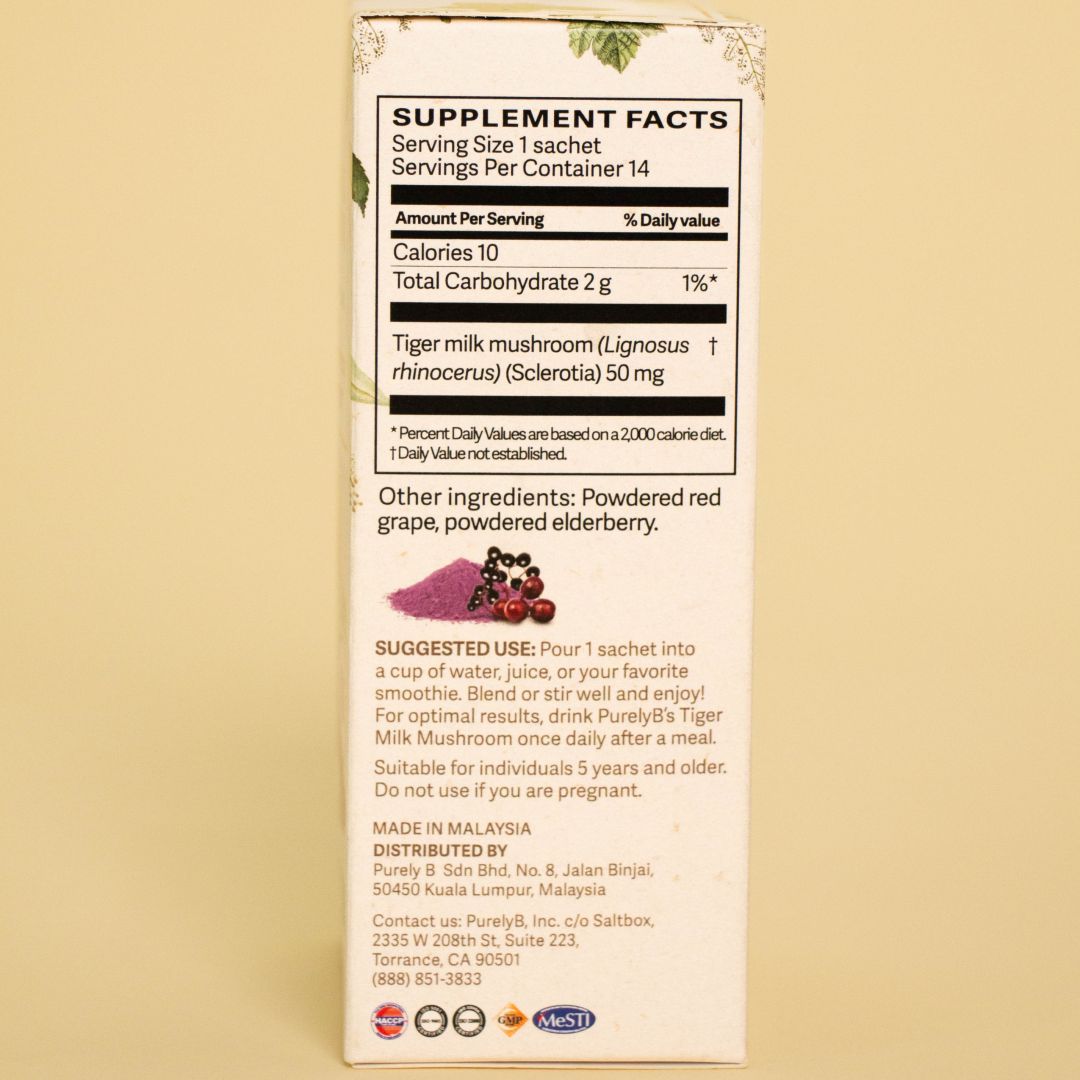 SUPPLEMENT FACTS
Serving Size 1 sachet
Servings Per Container 14
Amount Per Serving % Daily value
Calories 10
Total Carbohydrate 2 g 1%*
Tiger milk mushroom (Lignosus †
rhinocerus) (Sclerotia) 50 mg
* Percent Daily Values are based on a 2,000 calorie diet.
† Daily Value not established.
Other ingredients: Powdered red
grape, powdered elderberry.
SUGGESTED USE: Pour 1 sachet into
a cup of water, juice, or your favorite
smoothie. Blend or stir well and enjoy!
For optimal results, drink PurelyB's Tiger
Milk Mushroom once daily after a meal.
Suitable for individuals 5 years and older.
Do not use if you are pregnant.
MADE IN MALAYSIA
DISTRIBUTED BY
Purely B Sdn Bhd, No. 8, Jalan Binjai,
50450 Kuala Lumpur, Malaysia
Contact us: PurelyB, Inc. c/o Saltbox,
2335 W 208th St, Suite 223,
Torrance, CA 90501
(888) 851-3833
HACCP GMP MeSTI